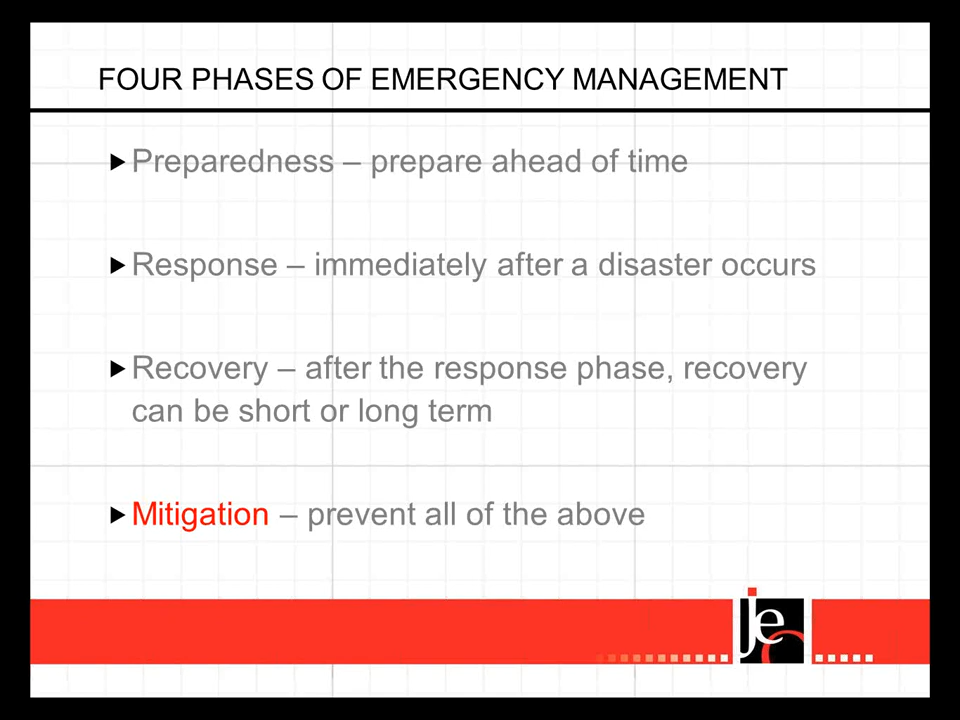 FOUR PHASES OF EMERGENCY MANAGEMENT
Preparedness – prepare ahead of time
Response – immediately after a disaster occurs
Recovery – after the response phase, recovery
can be short or long term
Mitigation – prevent all of the above
jeo